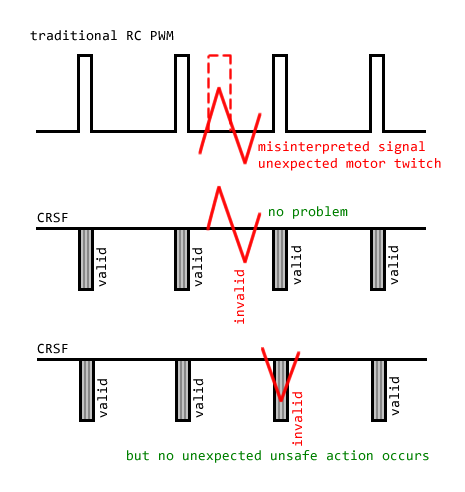 traditional RC PWM
misinterpreted signal
unexpected motor twitch
no problem
CRSF
valid
valid
invalid
valid
valid
CRSF
valid
valid
invalid
valid
but no unexpected unsafe action occurs